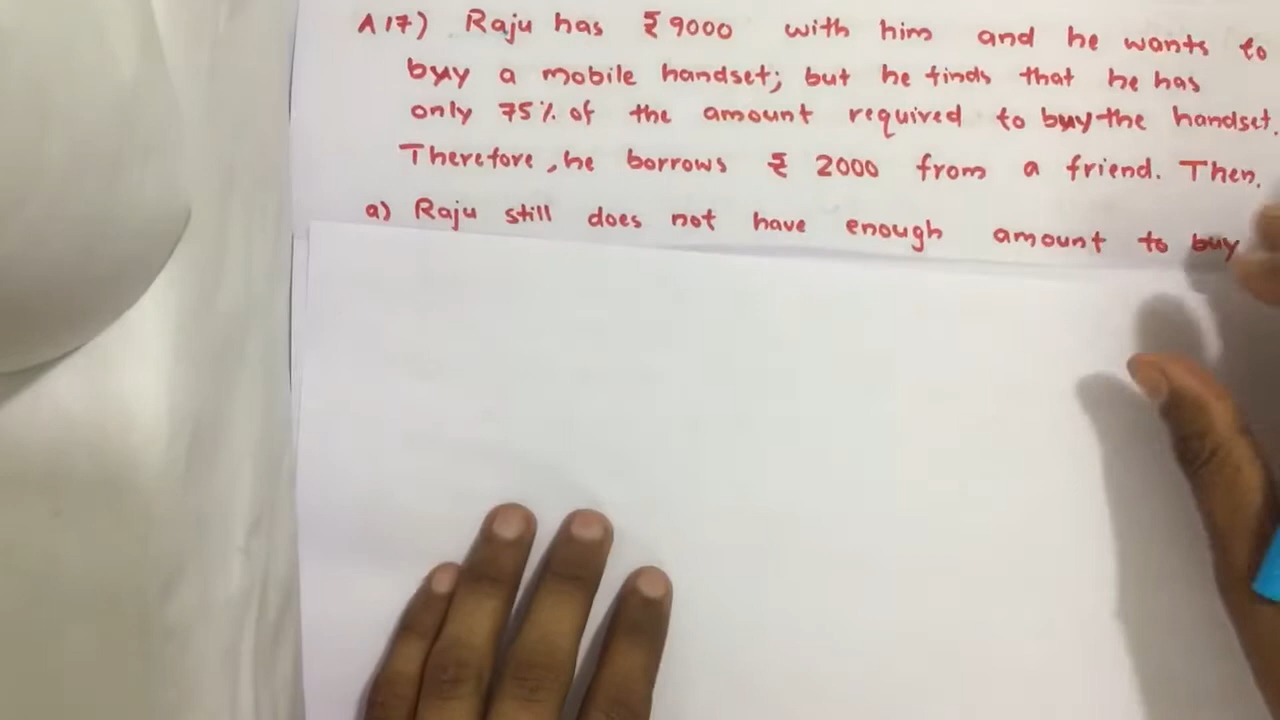 A17) Raju has ₹9000 with him and he wants to
buy a mobile handset; but he finds that he has
only 75% of the amount required to buy the handset.
Therefore, he borrows ₹ 2000 from a friend. Then,
a) Raju still does not have enough amount to buy